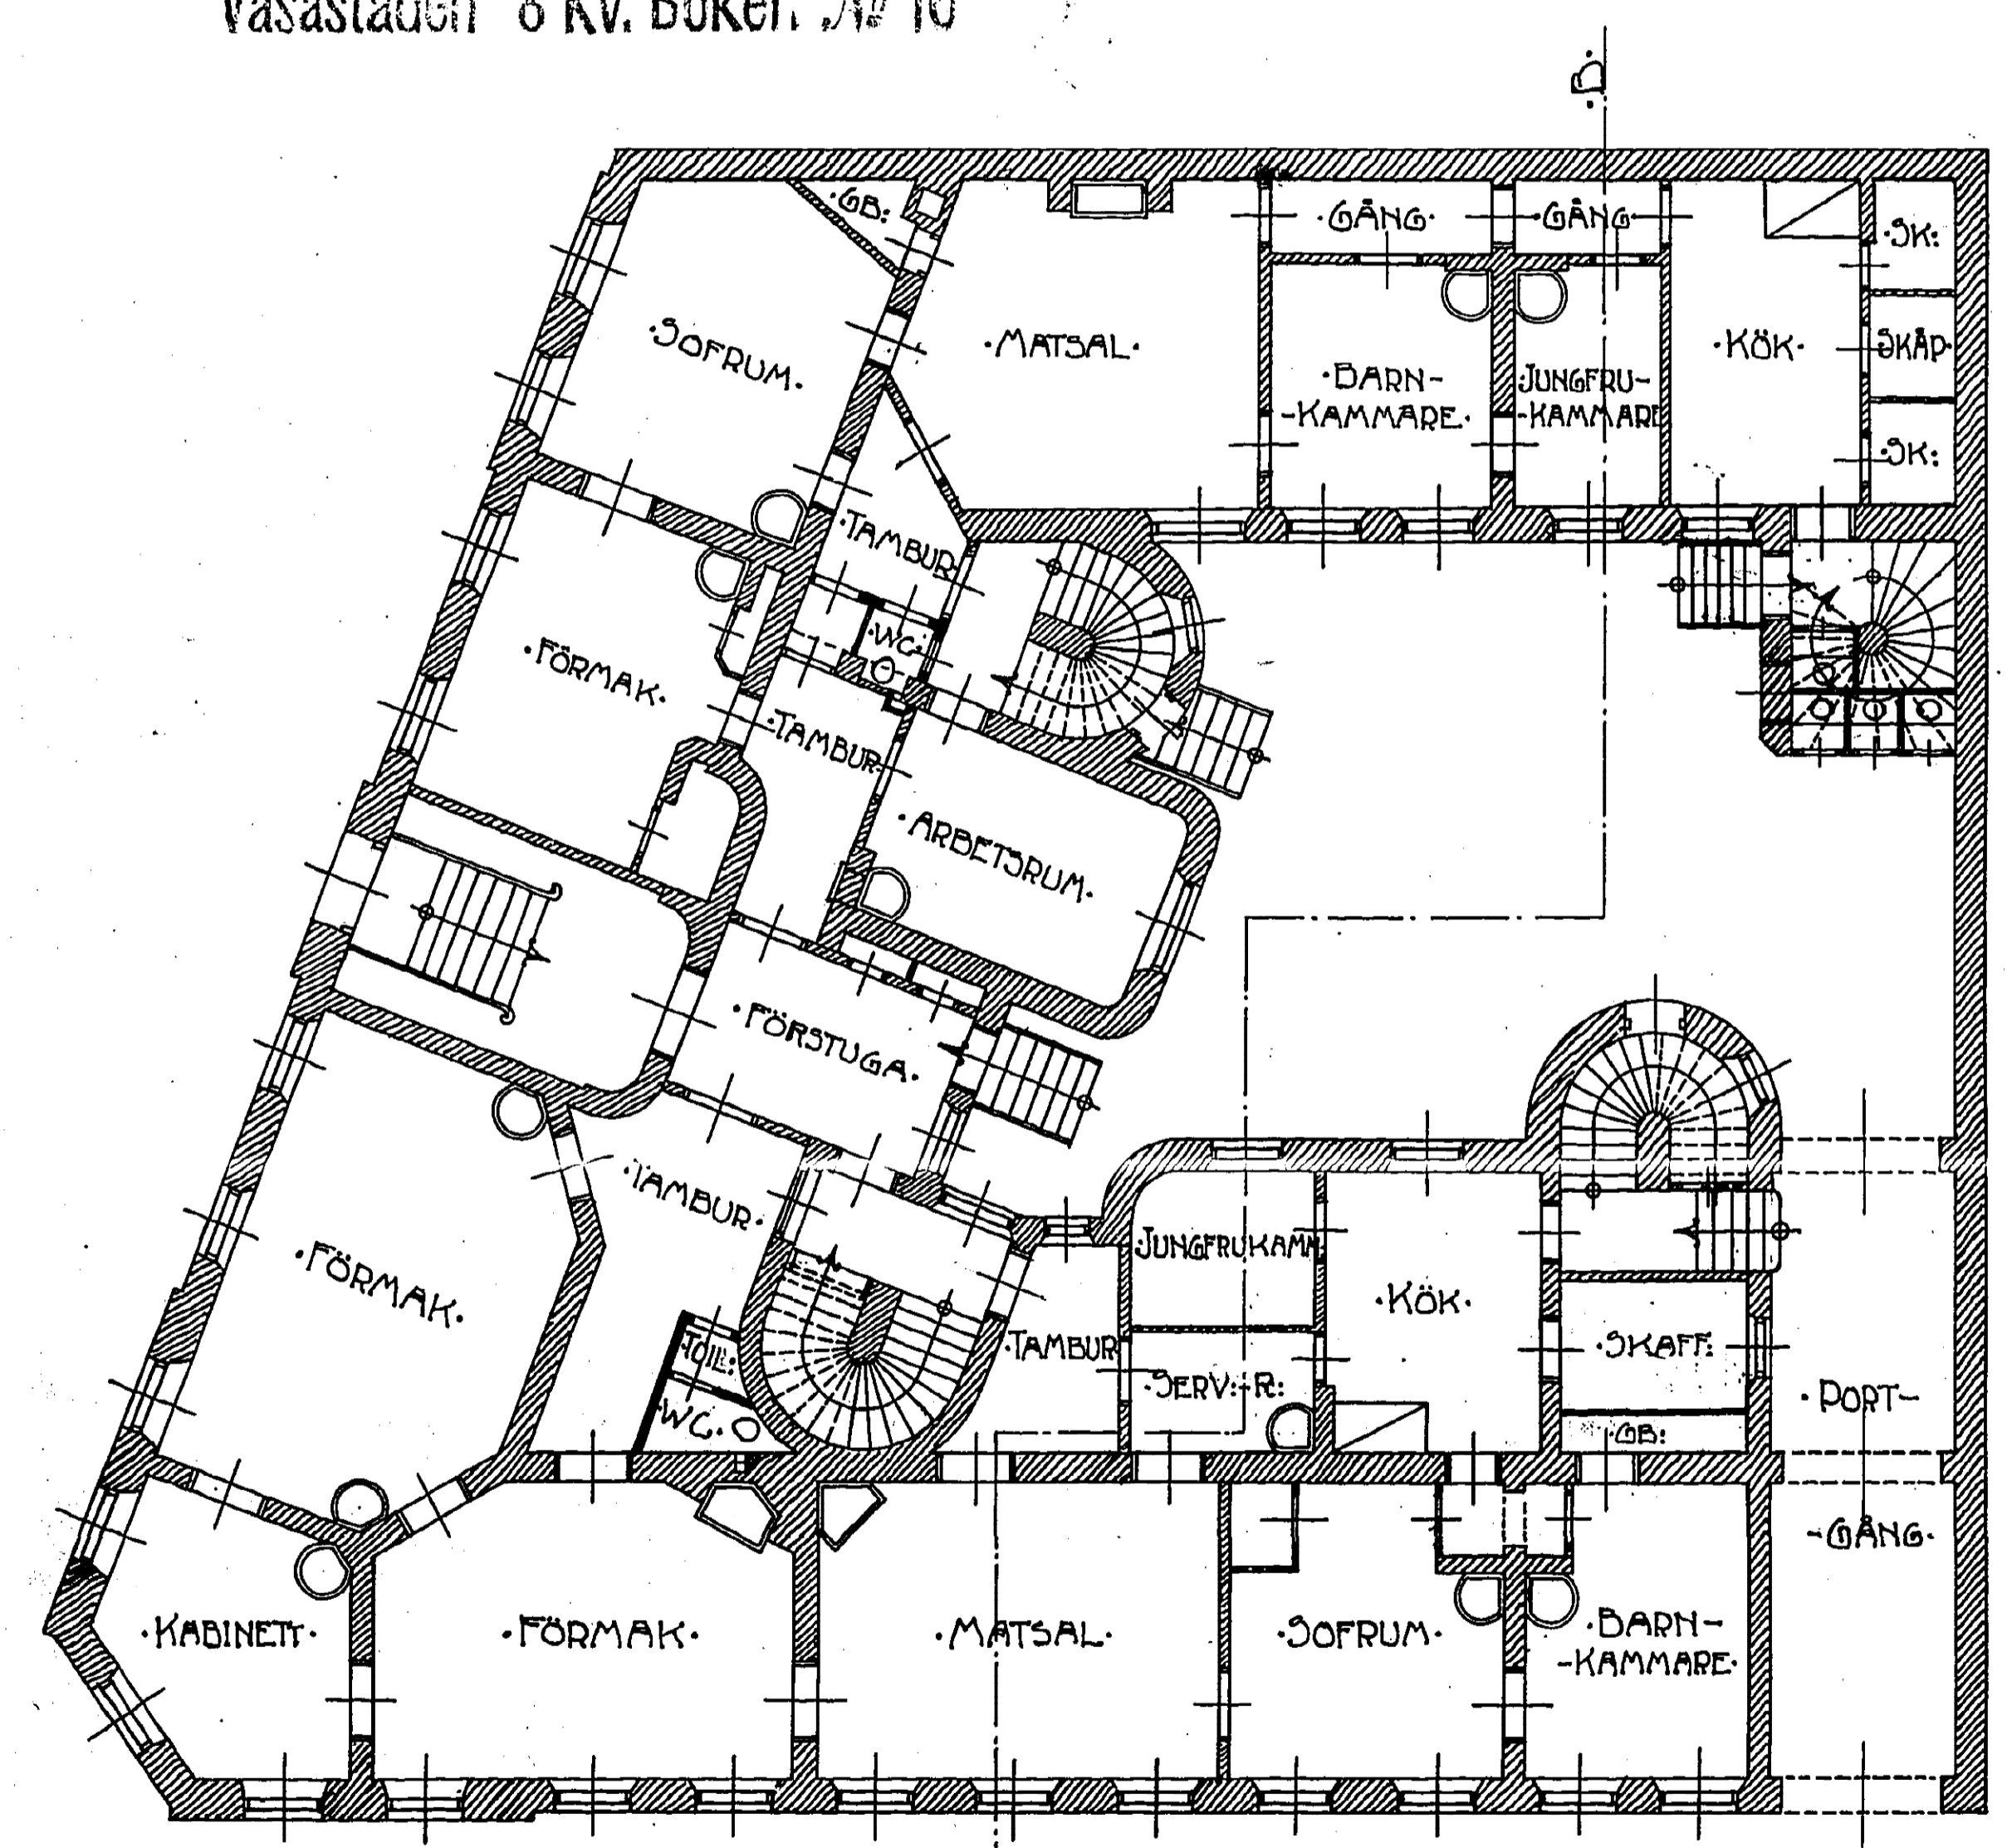 Vasastaden 8 Kv. Böker. № 10
·B·
·GB:
·GÅNG·
·GÅNG·
·SK:
·SOFRUM·
·MATSAL·
·BARN-
-KAMMARE·
·JUNGFRU-
-KAMMARE
·KÖK·
SKÅP·
·SK:
·TAMBUR·
·WC:
·FÖRMAK·
·TAMBUR·
·ARBETSRUM·
·FÖRSTUGA·
·TAMBUR·
·FÖRMAK·
·JUNGFRUKAMM:
·KÖK·
·TOIL:
·TAMBUR
·SKAFF:
·SERV:-R:
·WC·
·GB:
·PORT-
-GÅNG·
·KABINETT·
·FÖRMAK·
·MATSAL·
·SOFRUM·
·BARN-
-KAMMARE·